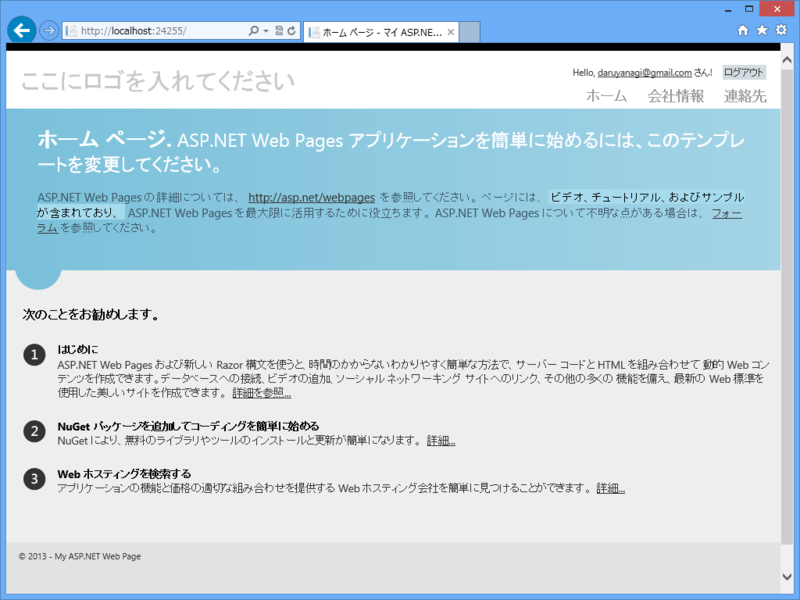 http://localhost:24255/
ホーム ページ - マイ ASP.NE...
ここにロゴを入れてください
Hello, daruyanagi@gmail.com さん! ログアウト
ホーム 会社情報 連絡先
ホーム ページ. ASP.NET Web Pages アプリケーションを簡単に始めるには、このテンプレ
ートを変更してください。
ASP.NET Web Pages の詳細については、 http://asp.net/webpages を参照してください。ページには、 ビデオ、チュートリアル、およびサンプル
が含まれており、 ASP.NET Web Pages を最大限に活用するために役立ちます。ASP.NET Web Pages について不明な点がある場合は、 フォー
ラム を参照してください。
次のことをお勧めします。
1 はじめに
ASP.NET Web Pages および新しい Razor 構文を使うと、時間のかからないわかりやすく簡単な方法で、サーバー コードと HTML を組み合わせて 動的 Web コン
テンツを作成できます。データベースへの接続、ビデオの追加、ソーシャル ネットワーキング サイトへのリンク、その他の多くの 機能を備え、最新の Web 標準を
使用した美しいサイトを作成できます。 詳細を参照...
2 NuGet パッケージを追加してコーディングを簡単に始める
NuGet により、無料のライブラリやツールのインストールと更新が簡単になります。 詳細...
3 Web ホスティングを検索する
アプリケーションの機能と価格の適切な組み合わせを提供する Web ホスティング会社を簡単に見つけることができます。 詳細...
© 2013 - My ASP.NET Web Page